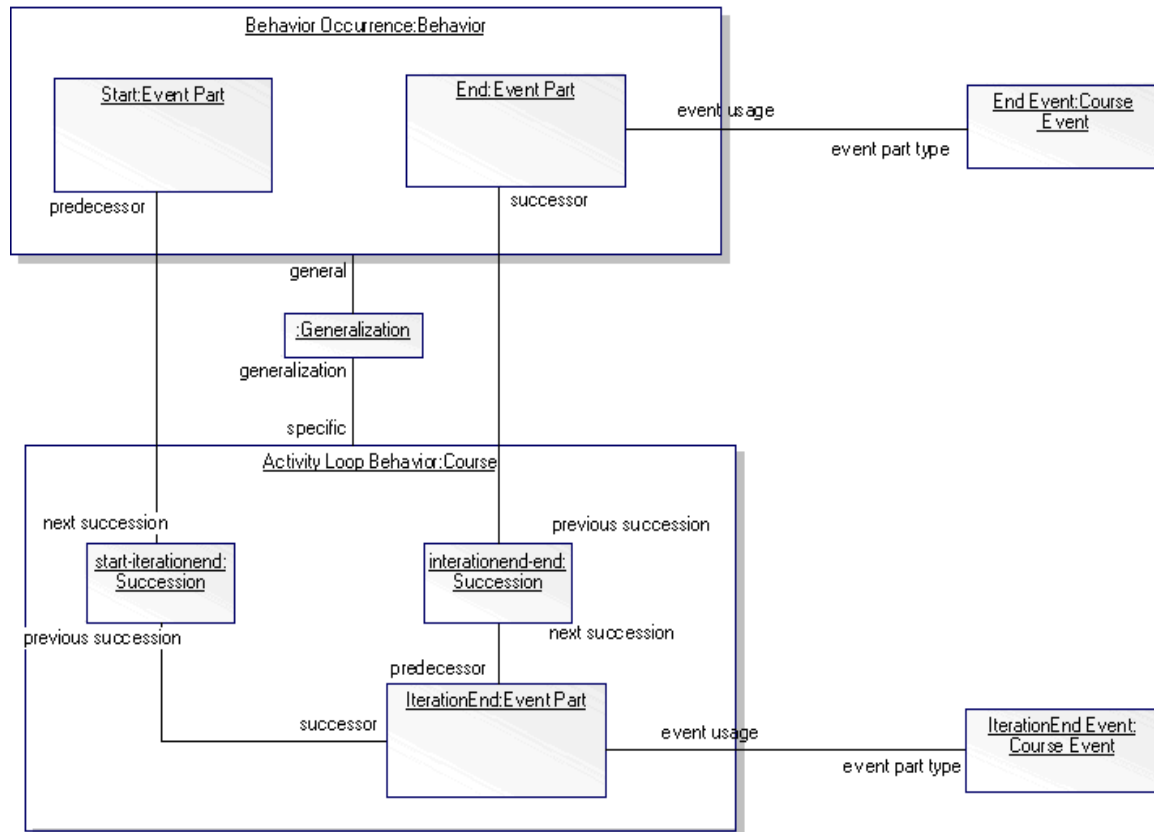 Behavior Occurrence:Behavior
Start:Event Part
End:Event Part
event usage
End Event:Course
Event
event part type
predecessor
successor
general
:Generalization
generalization
specific
Activity Loop Behavior:Course
next succession
previous succession
start-iterationend:
Succession
interationend-end:
Succession
previous succession
next succession
predecessor
IterationEnd:Event Part
successor
event usage
IterationEnd Event:
Course Event
event part type